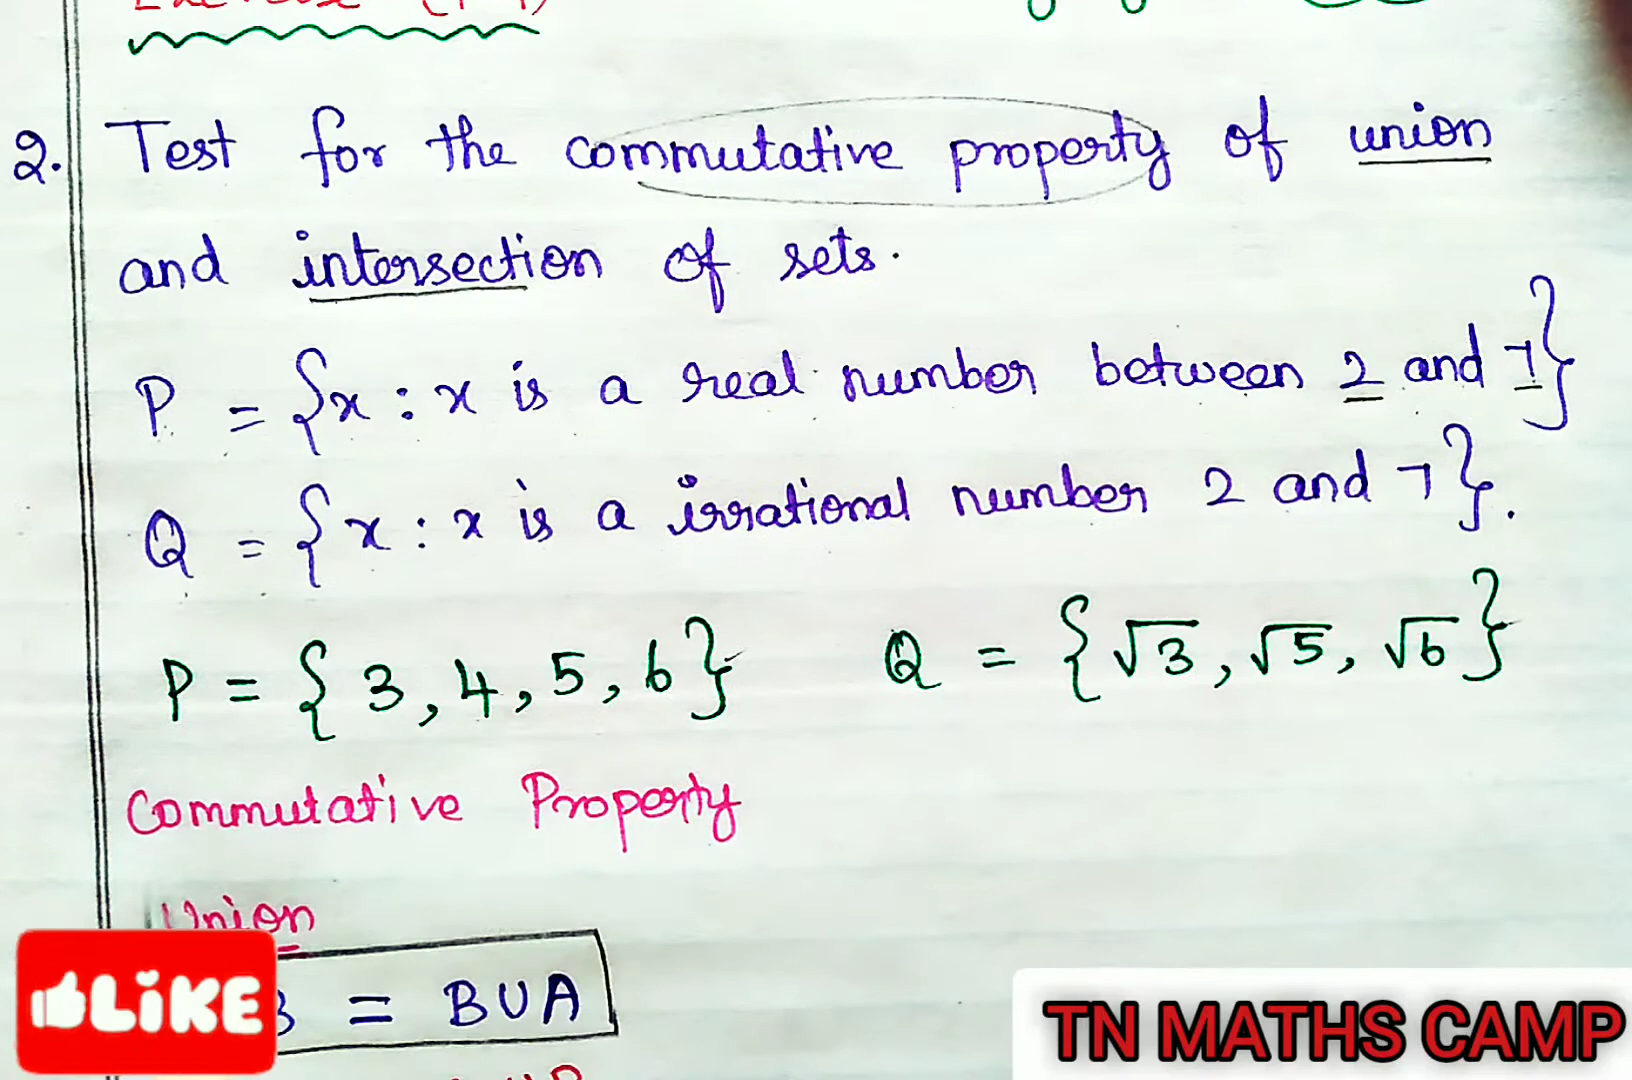 2. Test for the commutative property of union
and intersection of sets.
P = {x : x is a real number between 2 and 7}
Q = {x : x is a irrational number 2 and 7}.
P = {3, 4, 5, 6} Q = {√3, √5, √6}
Commutative Property
Union
B = BUA
LiKE
TN MATHS CAMP